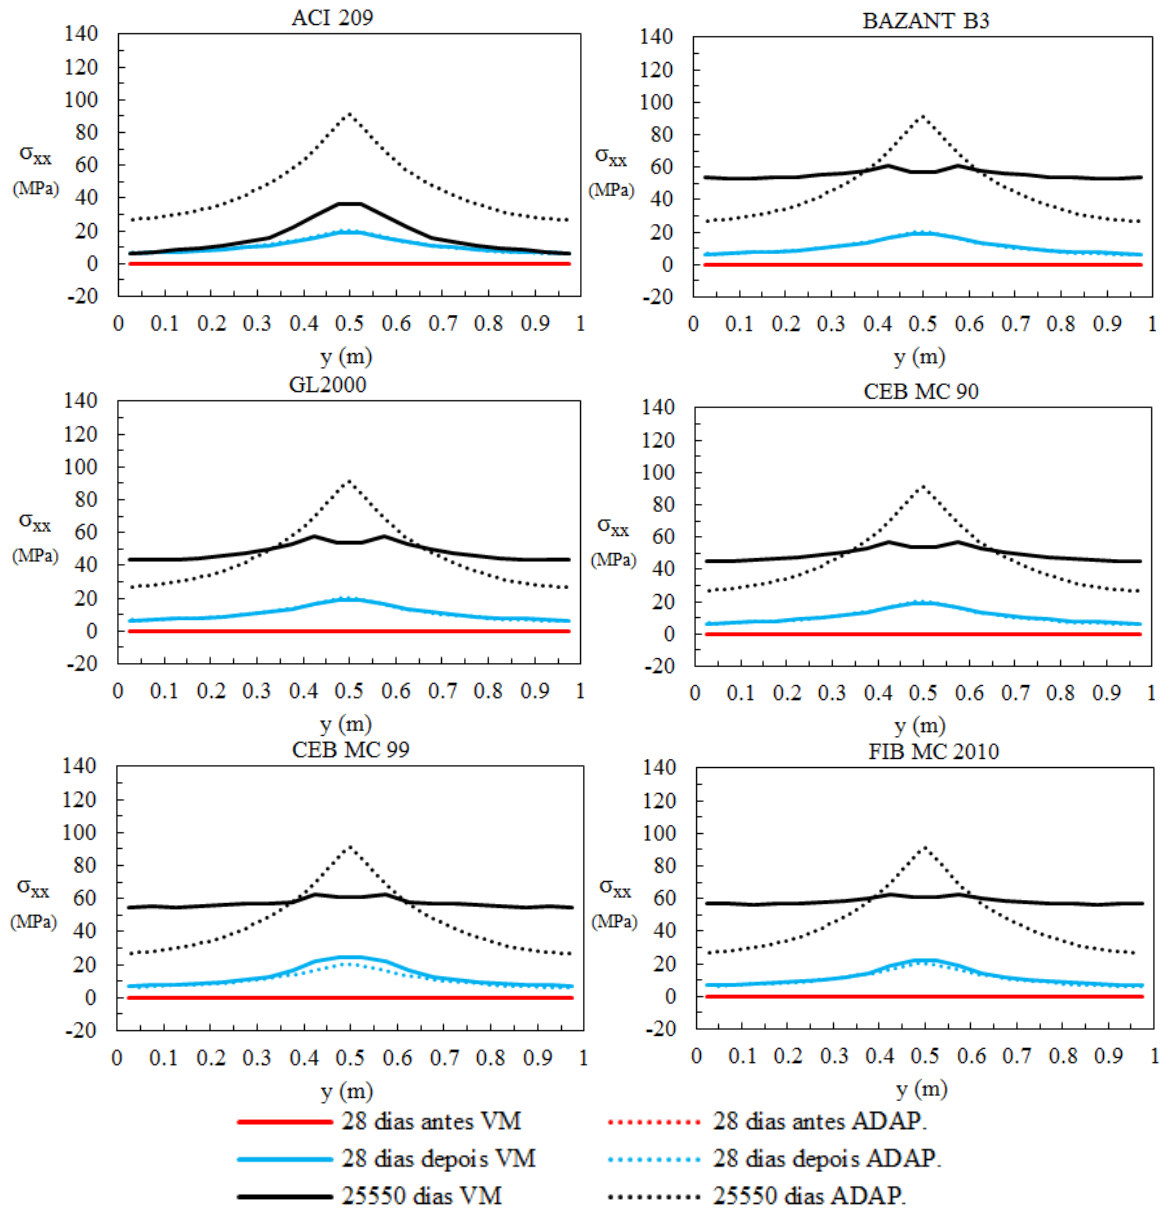 ACI 209
140
120
100
80
60
40
20
0
-20
σxx
(MPa)
0 0.1 0.2 0.3 0.4 0.5 0.6 0.7 0.8 0.9 1
y (m)
BAZANT B3
140
120
100
80
60
40
20
0
-20
σxx
(MPa)
0 0.1 0.2 0.3 0.4 0.5 0.6 0.7 0.8 0.9 1
y (m)
GL2000
140
120
100
80
60
40
20
0
-20
σxx
(MPa)
0 0.1 0.2 0.3 0.4 0.5 0.6 0.7 0.8 0.9 1
y (m)
CEB MC 90
140
120
100
80
60
40
20
0
-20
σxx
(MPa)
0 0.1 0.2 0.3 0.4 0.5 0.6 0.7 0.8 0.9 1
y (m)
CEB MC 99
140
120
100
80
60
40
20
0
-20
σxx
(MPa)
0 0.1 0.2 0.3 0.4 0.5 0.6 0.7 0.8 0.9 1
y (m)
FIB MC 2010
140
120
100
80
60
40
20
0
-20
σxx
(MPa)
0 0.1 0.2 0.3 0.4 0.5 0.6 0.7 0.8 0.9 1
y (m)
28 dias antes VM
28 dias antes ADAP.
28 dias depois VM
28 dias depois ADAP.
25550 dias VM
25550 dias ADAP.